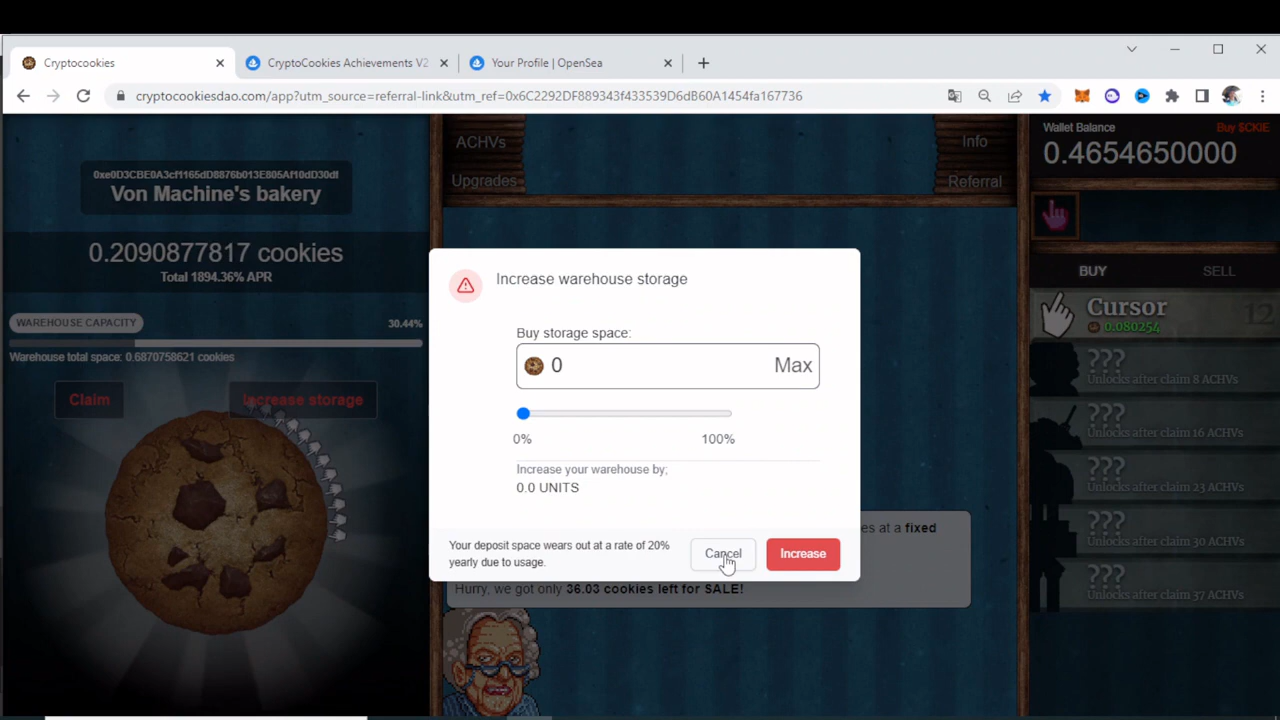 Cryptocookies
CryptoCookies Achievements V2
Your Profile | OpenSea
cryptocookiesdao.com/app?utm_source=referral-link&utm_ref=0x6C2292DF889343f433539D6dB60A1454fa167736
0xe0D3CBE0A3cf1165dD8876b013E805Af10dD30df
Von Machine's bakery
0.2090877817 cookies
Total 1894.36% APR
WAREHOUSE CAPACITY
30.44%
Warehouse total space: 0.6870758621 cookies
Claim
Increase storage
ACHVs
Upgrades
Info
Referral
Increase warehouse storage
Buy storage space:
0
Max
0%
100%
Increase your warehouse by;
0.0 UNITS
Your deposit space wears out at a rate of 20%
yearly due to usage.
Cancel
Increase
es at a fixed
Hurry, we got only 36.03 cookies left for SALE!
Wallet Balance
Buy $CKIE
0.4654650000
BUY
SELL
Cursor
12
0.080254
???
Unlocks after claim 8 ACHVs
???
Unlocks after claim 16 ACHVs
???
Unlocks after claim 23 ACHVs
???
Unlocks after claim 30 ACHVs
???
Unlocks after claim 37 ACHVs